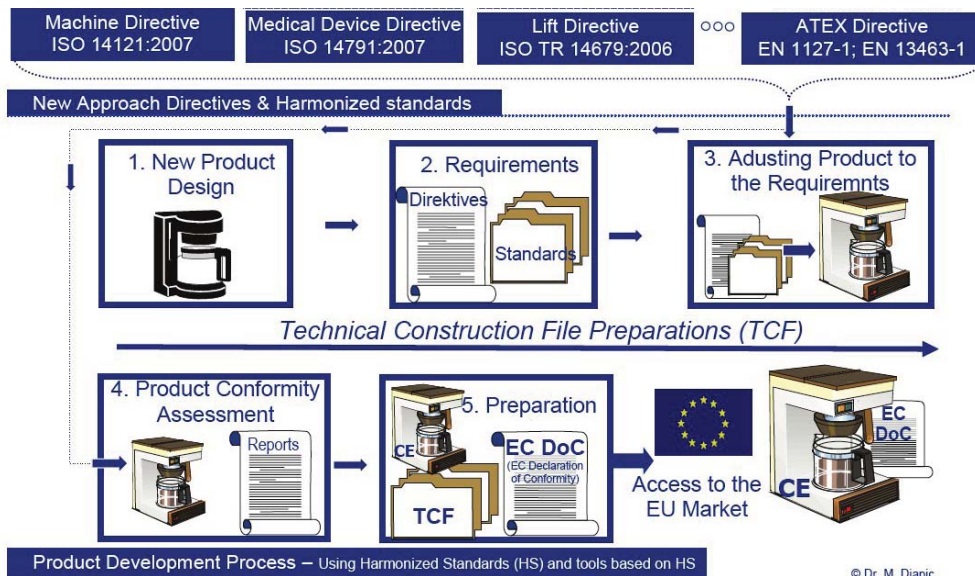 Machine Directive
ISO 14121:2007
Medical Device Directive
ISO 14791:2007
Lift Directive
ISO TR 14679:2006
ooo
ATEX Directive
EN 1127-1; EN 13463-1
New Approach Directives & Harmonized standards
1. New Product
Design
2. Requirements
Direktives
Standards
3. Adusting Product to
the Requiremnts
Technical Construction File Preparations (TCF)
4. Product Conformity
Assessment
Reports
5. Preparation
CE
TCF
EC DoC
(EC Declaration
of Conformity)
Access to the
EU Market
CE
EC
DoC
Product Development Process – Using Harmonized Standards (HS) and tools based on HS
© Dr. M. Djapic